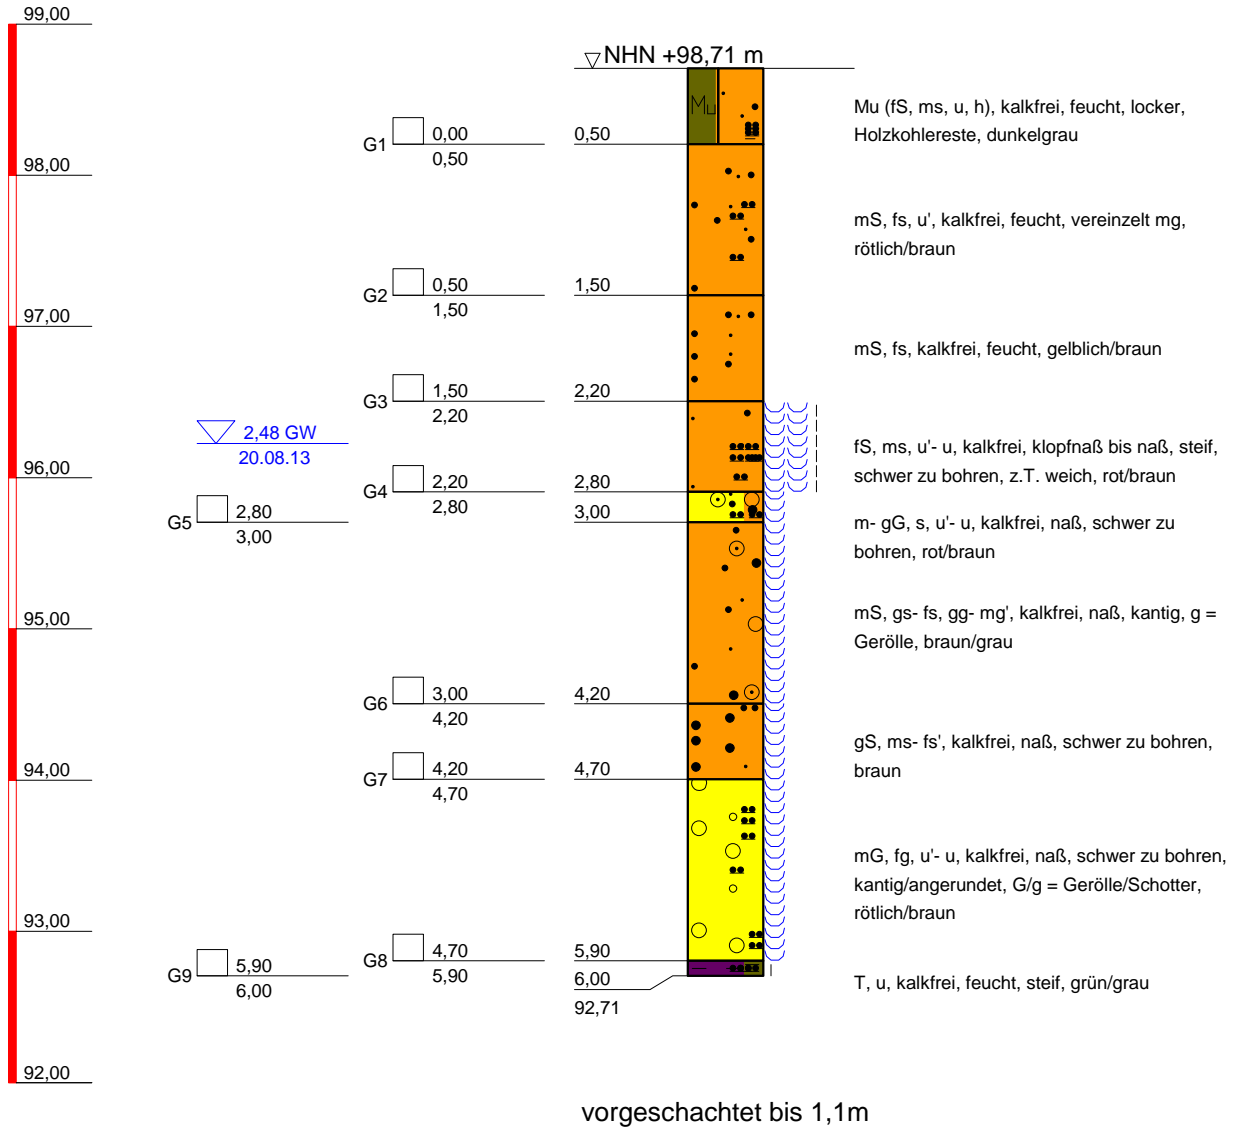 99,00
NHN +98,71 m
Mu
Mu (fS, ms, u, h), kalkfrei, feucht, locker,
Holzkohlereste, dunkelgrau
G1
0,00
0,50
0,50
98,00
mS, fs, u', kalkfrei, feucht, vereinzelt mg,
rötlich/braun
G2
0,50
1,50
1,50
97,00
mS, fs, kalkfrei, feucht, gelblich/braun
G3
1,50
2,20
2,20
2,48 GW
20.08.13
fS, ms, u'- u, kalkfrei, klopfnaß bis naß, steif,
schwer zu bohren, z.T. weich, rot/braun
96,00
G4
2,20
2,80
2,80
G5
2,80
3,00
3,00
m- gG, s, u'- u, kalkfrei, naß, schwer zu
bohren, rot/braun
95,00
mS, gs- fs, gg- mg', kalkfrei, naß, kantig, g =
Gerölle, braun/grau
G6
3,00
4,20
4,20
gS, ms- fs', kalkfrei, naß, schwer zu bohren,
braun
94,00
G7
4,20
4,70
4,70
mG, fg, u'- u, kalkfrei, naß, schwer zu bohren,
kantig/angerundet, G/g = Gerölle/Schotter,
rötlich/braun
93,00
G8
4,70
5,90
5,90
G9
5,90
6,00
6,00
92,71
T, u, kalkfrei, feucht, steif, grün/grau
92,00
vorgeschachtet bis 1,1m